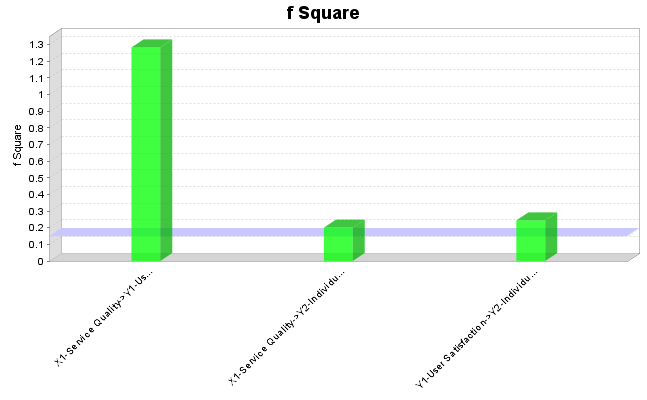 f Square
1.3
1.2
1.1
1
0.9
0.8
0.7
0.6
0.5
0.4
0.3
0.2
0.1
0
f Square
X1-Service Quality->Y1-Us...
X1-Service Quality->Y2-Individu...
Y1-User Satisfaction->Y2-Individu...